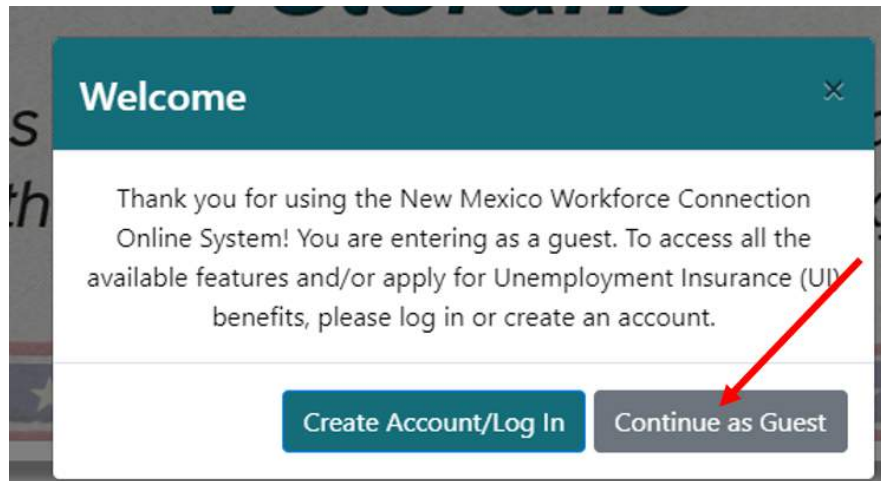 Welcome
Thank you for using the New Mexico Workforce Connection
Online System! You are entering as a guest. To access all the
available features and/or apply for Unemployment Insurance (UI)
benefits, please log in or create an account.
Create Account/Log In
Continue as Guest